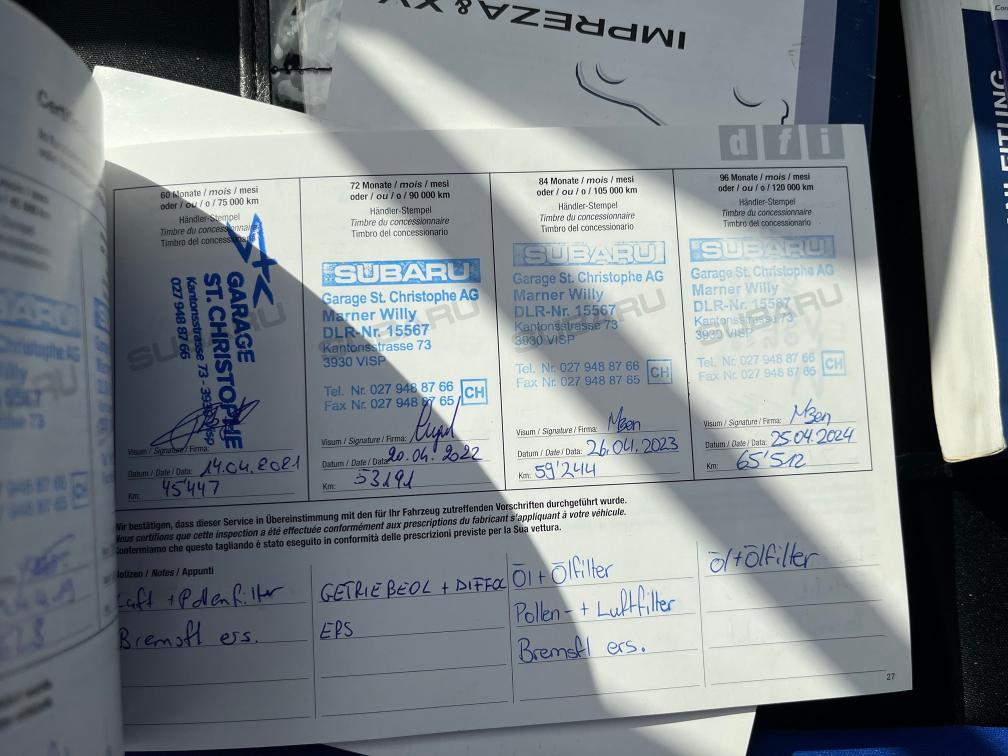 IMPREZA & XV
d f i
60 Monate / mois / mesi
oder / ou / o / 75 000 km
Händler-Stempel
Timbre du concessionnaire
Timbro del concessionario
GARAGE
ST. CHRISTOPHE
Kantonsstrasse 73 - 3930 Visp
027 948 87 66
SUBARU
Visum / Signature / Firma:
Datum / Date / Data: 14.04.2021
Km: 45'447
72 Monate / mois / mesi
oder / ou / o / 90 000 km
Händler-Stempel
Timbre du concessionnaire
Timbro del concessionario
SUBARU
Garage St. Christophe AG
Marner Willy
DLR-Nr. 15567
Kantonsstrasse 73
3930 VISP
Tel. Nr. 027 948 87 66
Fax Nr. 027 948 87 65
CH
Visum / Signature / Firma:
Datum / Date / Data: 20.04.2022
Km: 53191
84 Monate / mois / mesi
oder / ou / o / 105 000 km
Händler-Stempel
Timbre du concessionnaire
Timbro del concessionario
SUBARU
Garage St. Christophe AG
Marner Willy
DLR-Nr. 15567
Kantonsstrasse 73
3930 VISP
Tel. Nr. 027 948 87 66
Fax Nr. 027 948 87 65
CH
Visum / Signature / Firma:
Datum / Date / Data: 26.04.2023
Km: 59'244
96 Monate / mois / mesi
oder / ou / o / 120 000 km
Händler-Stempel
Timbre du concessionnaire
Timbro del concessionario
SUBARU
Garage St. Christophe AG
Marner Willy
DLR-Nr. 15567
Kantonsstrasse 73
3930 VISP
Tel. Nr. 027 948 87 66
Fax Nr. 027 948 87 65
CH
Visum / Signature / Firma:
Datum / Date / Data: 25.04.2024
Km: 65'512
Wir bestätigen, dass dieser Service in Übereinstimmung mit den für Ihr Fahrzeug zutreffenden Vorschriften durchgeführt wurde.
Nous certifions que cette inspection a été effectuée conformément aux prescriptions du fabricant s'appliquant à votre véhicule.
Confermiamo che questo tagliando è stato eseguito in conformità delle prescrizioni previste per la Sua vettura.
Notizen / Notes / Appunti
Luft + Pollenfilter
Bremsfl ers.
GETRIEBEÖL + DIFFÖL
EPS
Öl + Ölfilter
Pollen- + Luftfilter
Bremsfl ers.
Öl + Ölfilter
27